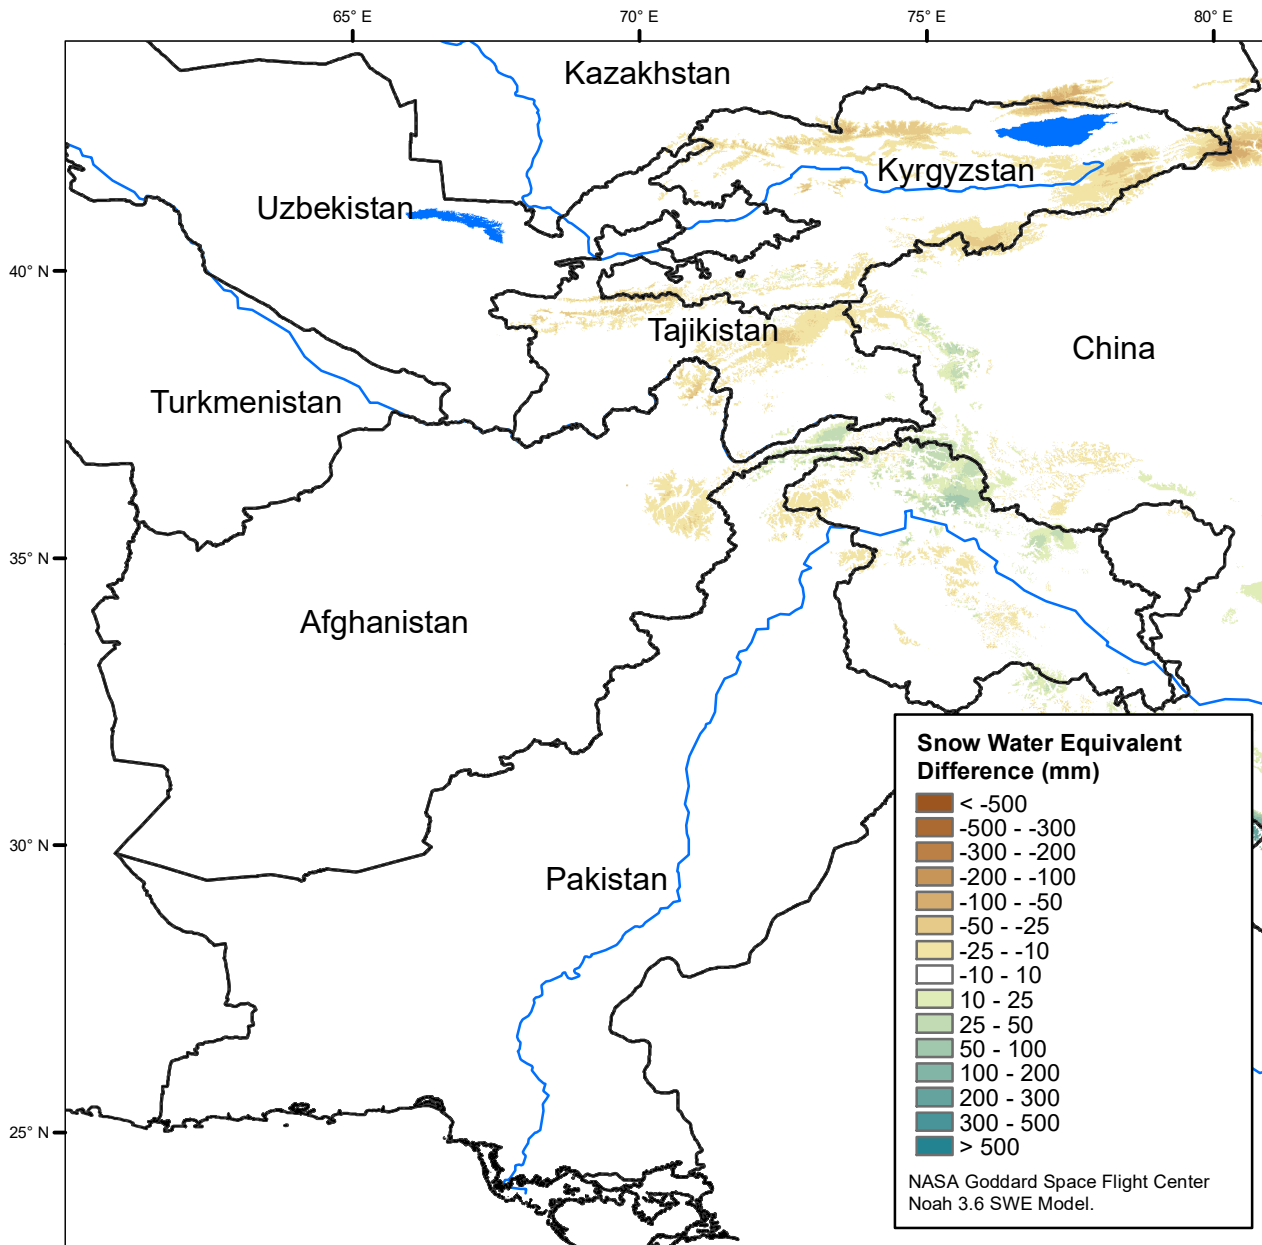 65° E
70° E
75° E
80° E
Kazakhstan
Kyrgyzstan
Uzbekistan
40° N
Tajikistan
China
Turkmenistan
35° N
Afghanistan
Snow Water Equivalent
Difference (mm)
< -500
-500 - -300
-300 - -200
-200 - -100
-100 - -50
-50 - -25
-25 - -10
-10 - 10
10 - 25
25 - 50
50 - 100
100 - 200
200 - 300
300 - 500
> 500
NASA Goddard Space Flight Center
Noah 3.6 SWE Model.
30° N
Pakistan
25° N